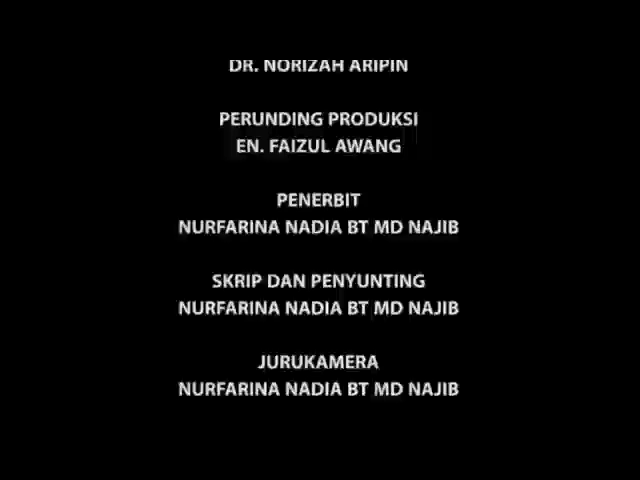 DR. NORIZAH ARIPIN
PERUNDING PRODUKSI
EN. FAIZUL AWANG
PENERBIT
NURFARINA NADIA BT MD NAJIB
SKRIP DAN PENYUNTING
NURFARINA NADIA BT MD NAJIB
JURUKAMERA
NURFARINA NADIA BT MD NAJIB